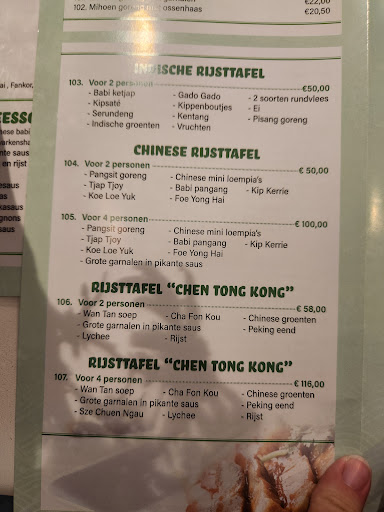 €22,00
102. Mihoen
ossenhaas
€20,50
ai , Fankor,
INDISCHE RIJSTTAFEL
103. Voor 2 personen €50,00
- Babi ketjap - Gado Gado - 2 soorten rundvlees
- Kipsaté - Kippenboutjes - Ei
- Serundeng - Kentang - Pisang goreng
- Indische groenten - Vruchten
CHINESE RIJSTTAFEL
104. Voor 2 personen € 50,00
- Pangsit goreng - Chinese mini loempia's
- Tjap Tjoy - Babi pangang - Kip Kerrie
- Koe Loe Yuk - Foe Yong Hai
105. Voor 4 personen € 100,00
- Pangsit goreng - Chinese mini loempia's
- Tjap Tjoy - Babi pangang - Kip Kerrie
- Koe Loe Yuk - Foe Yong Hai
- Grote garnalen in pikante saus
RIJSTTAFEL “CHEN TONG KONG”
106. Voor 2 personen € 58,00
- Wan Tan soep - Cha Fon Kou - Chinese groenten
- Grote garnalen in pikante saus - Peking eend
- Lychee - Rijst
RIJSTTAFEL “CHEN TONG KONG”
107. Voor 4 personen € 116,00
- Wan Tan soep - Cha Fon Kou - Chinese groenten
- Grote garnalen in pikante saus - Peking eend
- Sze Chuen Ngau - Lychee - Rijst